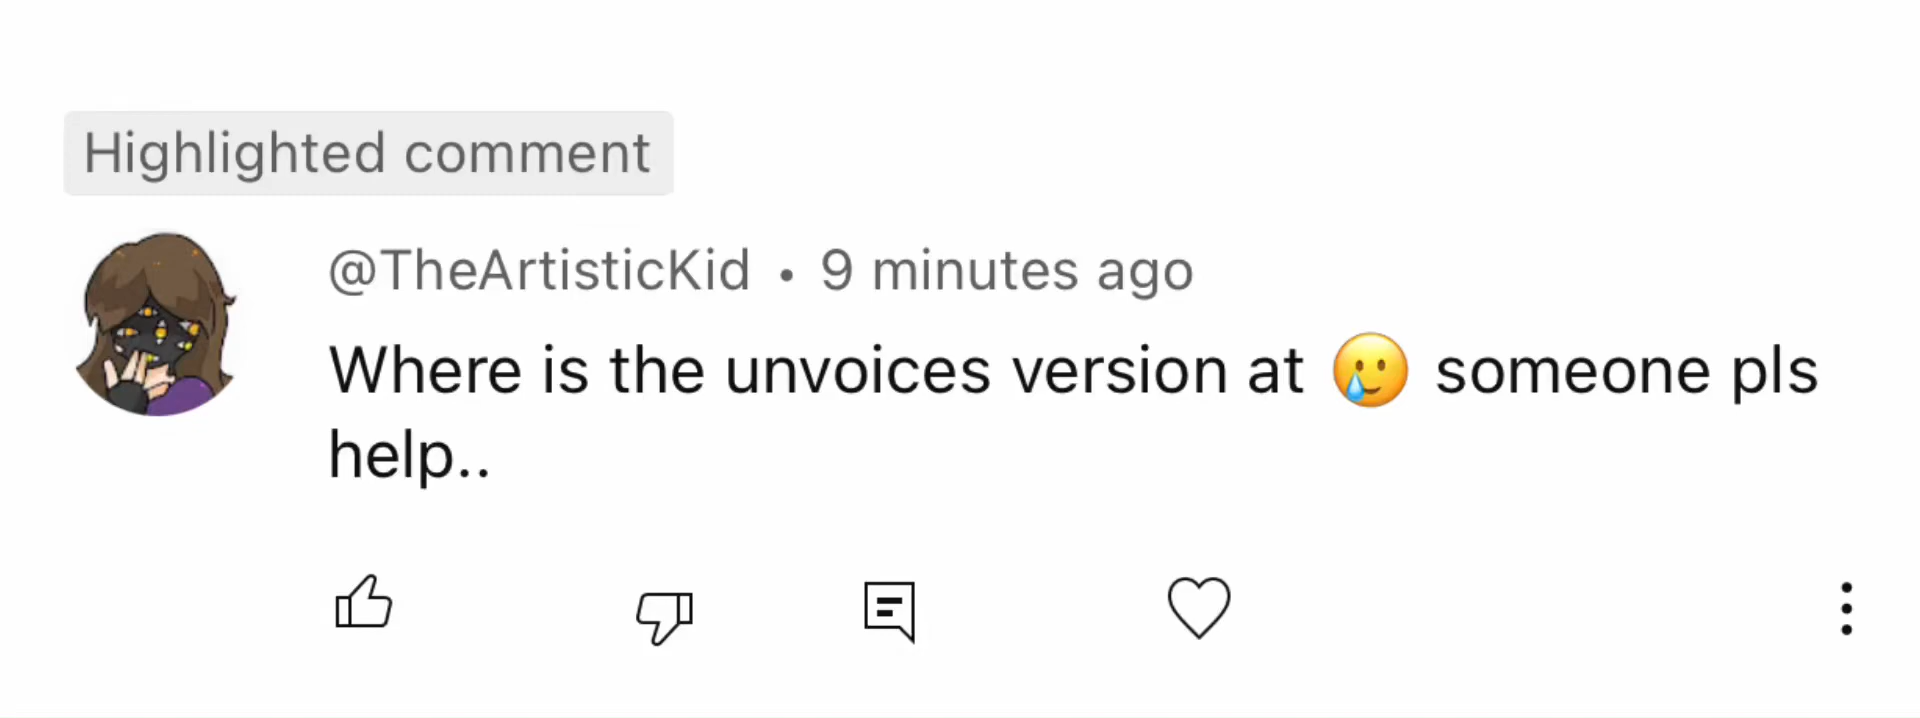 Highlighted comment
@TheArtisticKid • 9 minutes ago
Where is the unvoices version at 🥲 someone pls
help..